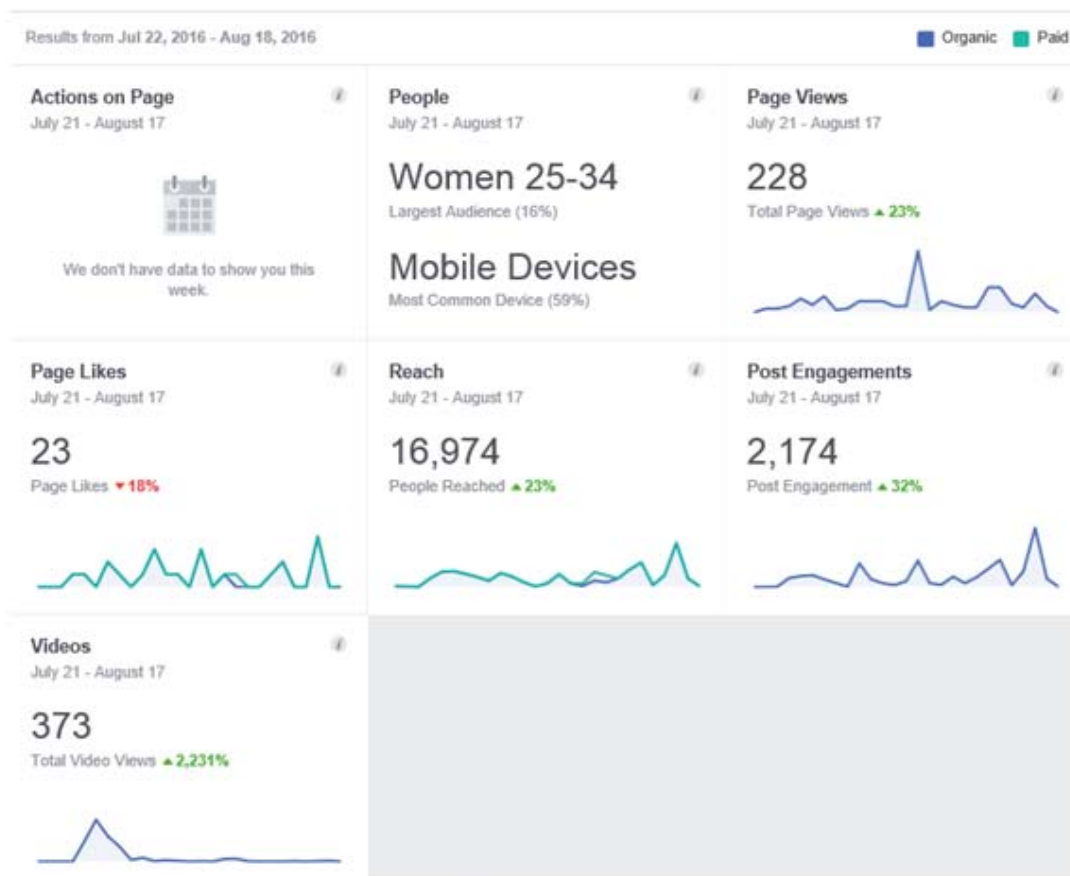 Results from Jul 22, 2016 - Aug 18, 2016
Organic Paid
Actions on Page
July 21 - August 17
We don't have data to show you this
week.
People
July 21 - August 17
Women 25-34
Largest Audience (16%)
Mobile Devices
Most Common Device (59%)
Page Views
July 21 - August 17
228
Total Page Views ▲ 23%
Page Likes
July 21 - August 17
23
Page Likes ▼ 18%
Reach
July 21 - August 17
16,974
People Reached ▲ 23%
Post Engagements
July 21 - August 17
2,174
Post Engagement ▲ 32%
Videos
July 21 - August 17
373
Total Video Views ▲ 2,231%